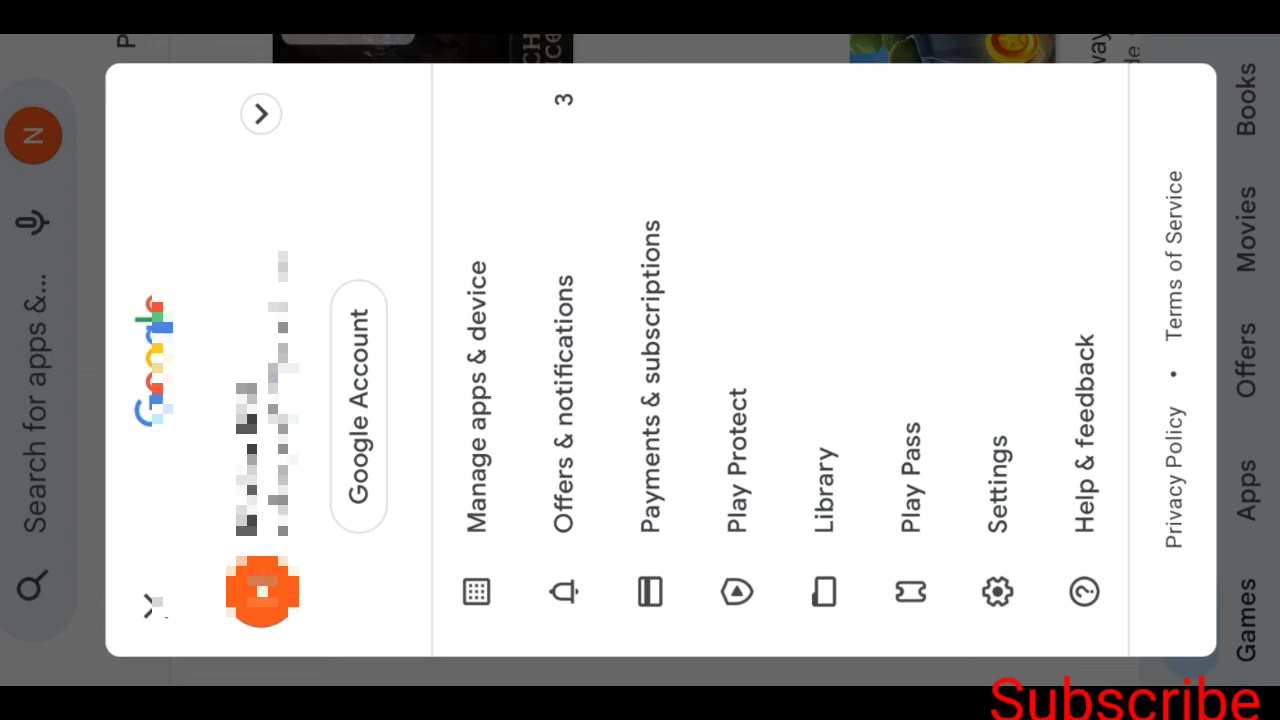 Search for apps &...
N
Google
Google Account
Manage apps & device
Offers & notifications
3
Payments & subscriptions
Play Protect
Library
Play Pass
Settings
Help & feedback
Privacy Policy • Terms of Service
Games
Apps
Offers
Movies
Books
Subscribe